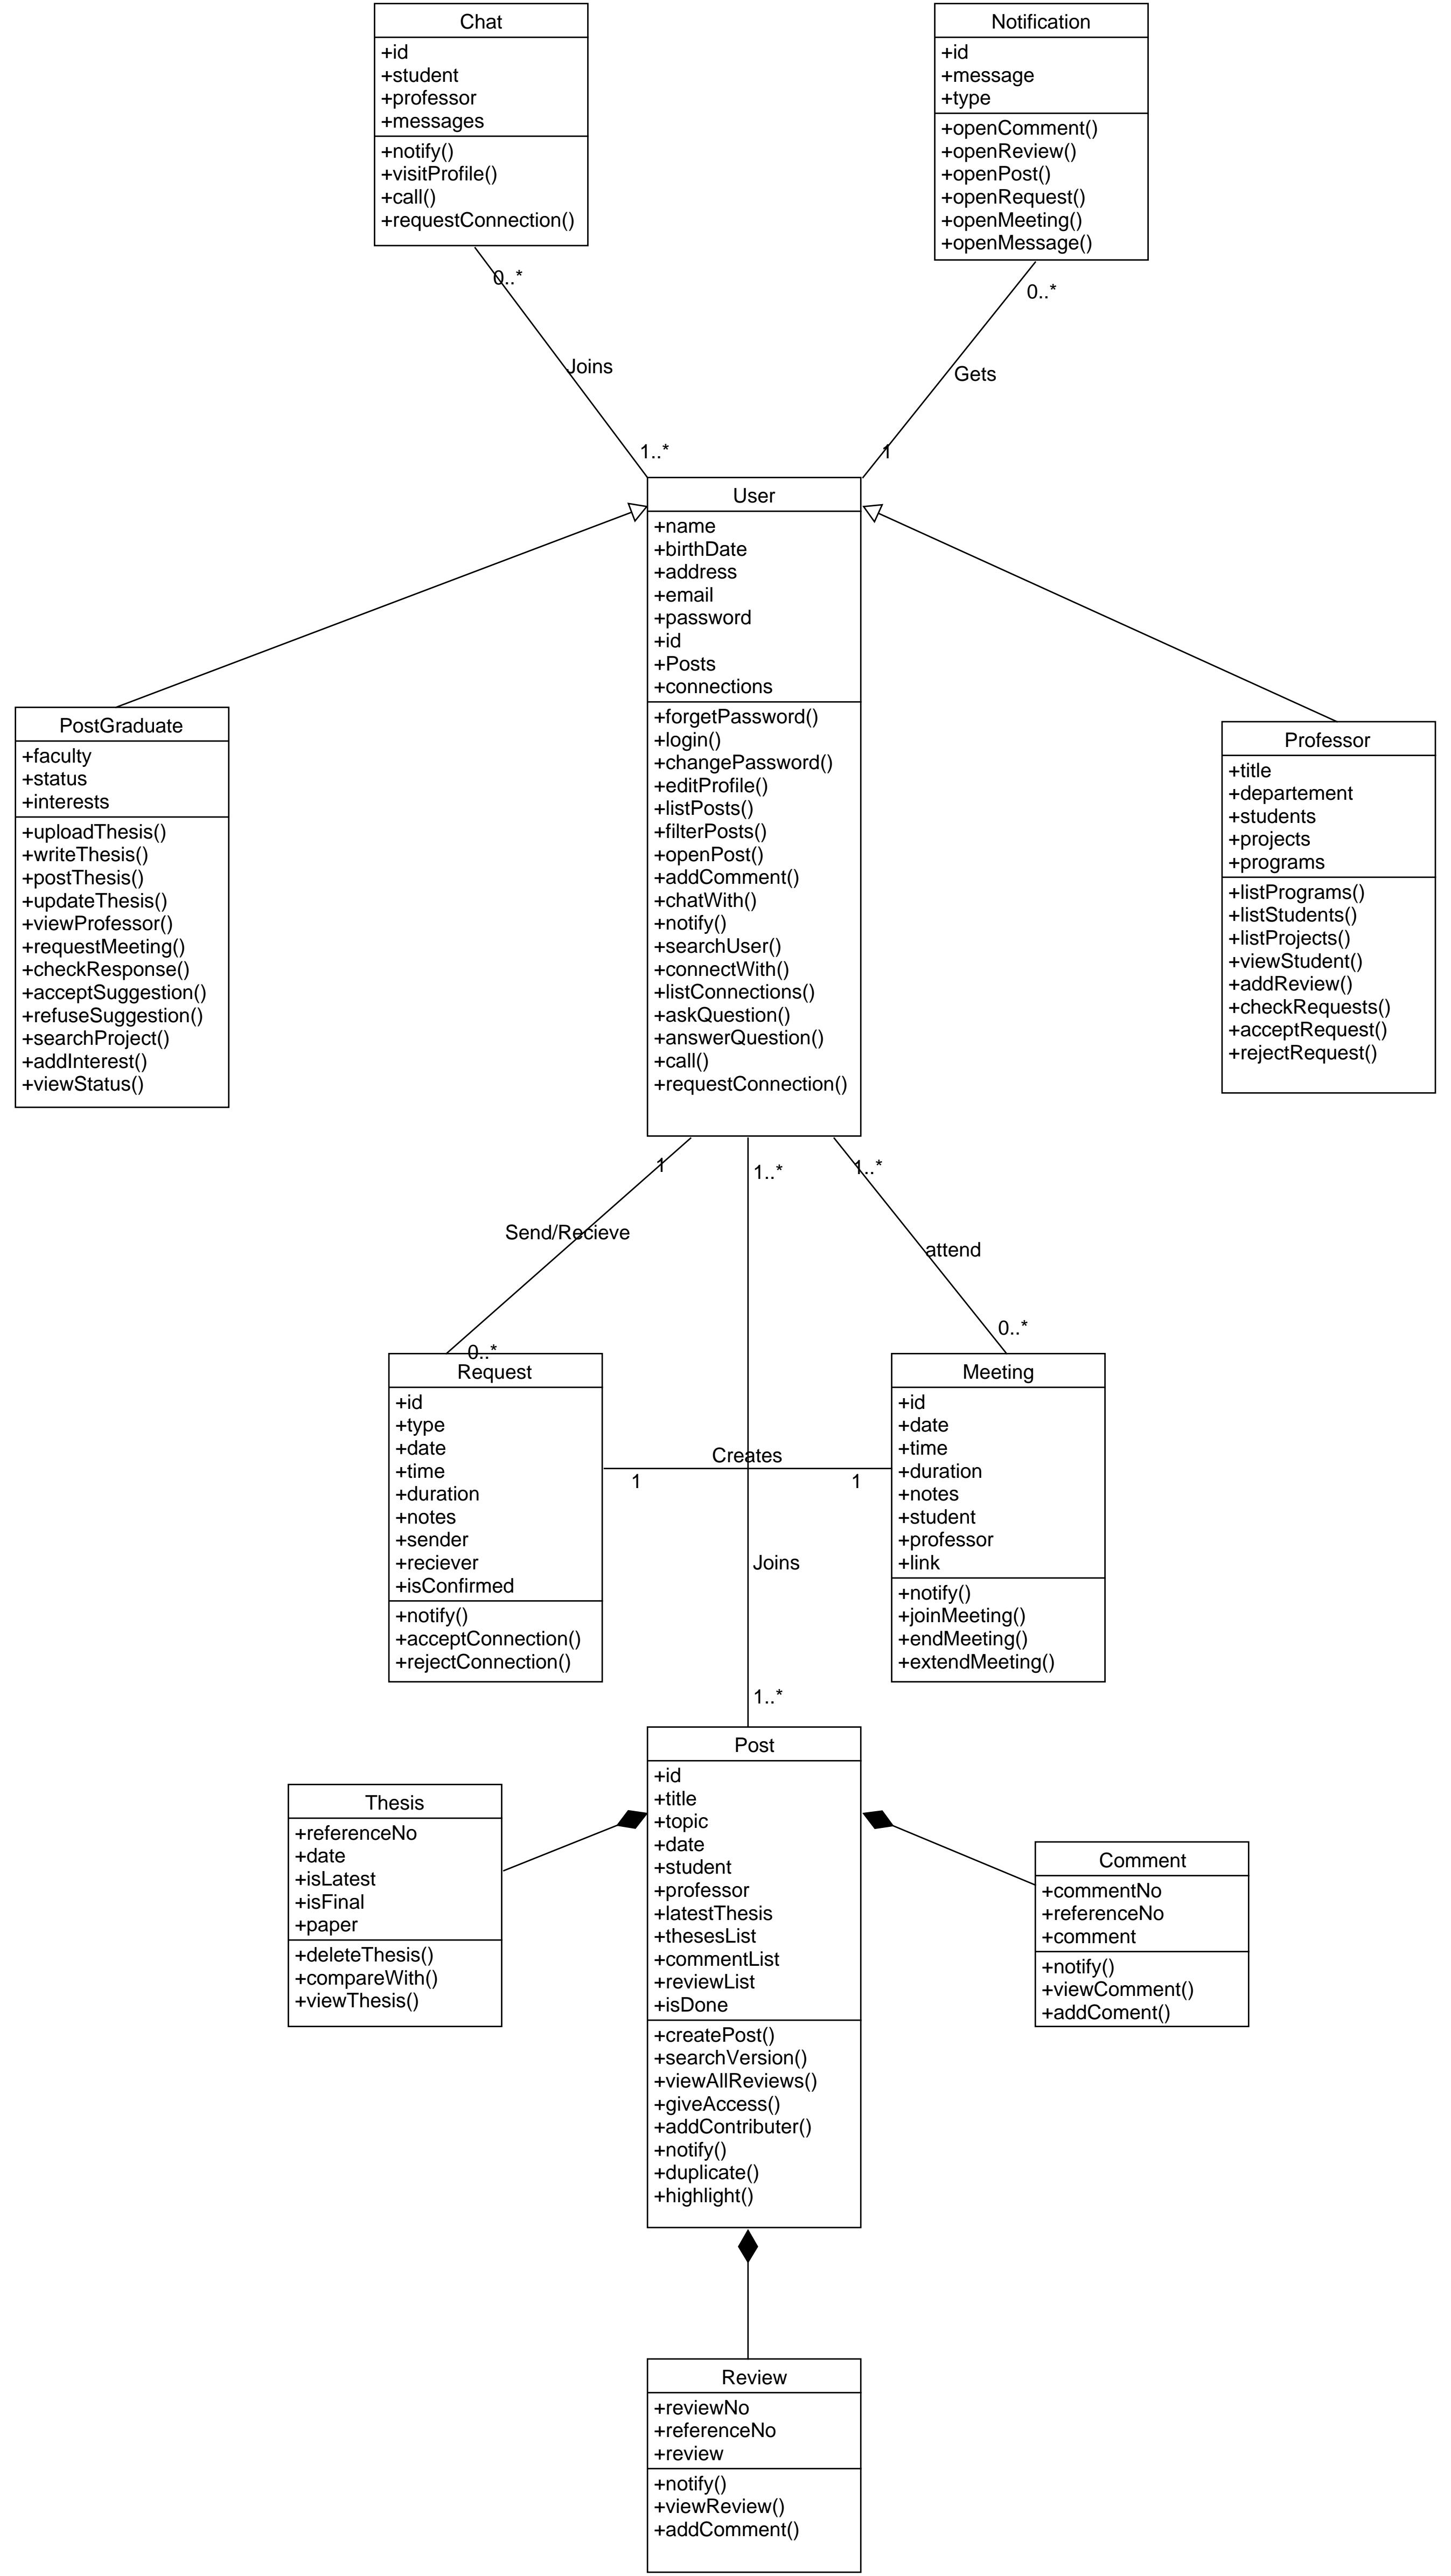 Chat
+id
+student
+professor
+messages
+notify()
+visitProfile()
+call()
+requestConnection()
Notification
+id
+message
+type
+openComment()
+openReview()
+openPost()
+openRequest()
+openMeeting()
+openMessage()
0..*
0..*
Joins
Gets
1..*
1
User
+name
+birthDate
+address
+email
+password
+id
+Posts
+connections
+forgetPassword()
+login()
+changePassword()
+editProfile()
+listPosts()
+filterPosts()
+openPost()
+addComment()
+chatWith()
+notify()
+searchUser()
+connectWith()
+listConnections()
+askQuestion()
+answerQuestion()
+call()
+requestConnection()
PostGraduate
+faculty
+status
+interests
+uploadThesis()
+writeThesis()
+postThesis()
+updateThesis()
+viewProfessor()
+requestMeeting()
+checkResponse()
+acceptSuggestion()
+refuseSuggestion()
+searchProject()
+addInterest()
+viewStatus()
Professor
+title
+departement
+students
+projects
+programs
+listPrograms()
+listStudents()
+listProjects()
+viewStudent()
+addReview()
+checkRequests()
+acceptRequest()
+rejectRequest()
1
1..*
1..*
Send/Recieve
attend
0..*
0..*
Request
+id
+type
+date
+time
+duration
+notes
+sender
+reciever
+isConfirmed
+notify()
+acceptConnection()
+rejectConnection()
Creates
1
1
Meeting
+id
+date
+time
+duration
+notes
+student
+professor
+link
+notify()
+joinMeeting()
+endMeeting()
+extendMeeting()
Joins
1..*
Post
+id
+title
+topic
+date
+student
+professor
+latestThesis
+thesesList
+commentList
+reviewList
+isDone
+createPost()
+searchVersion()
+viewAllReviews()
+giveAccess()
+addContributer()
+notify()
+duplicate()
+highlight()
Thesis
+referenceNo
+date
+isLatest
+isFinal
+paper
+deleteThesis()
+compareWith()
+viewThesis()
Comment
+commentNo
+referenceNo
+comment
+notify()
+viewComment()
+addComent()
Review
+reviewNo
+referenceNo
+review
+notify()
+viewReview()
+addComment()